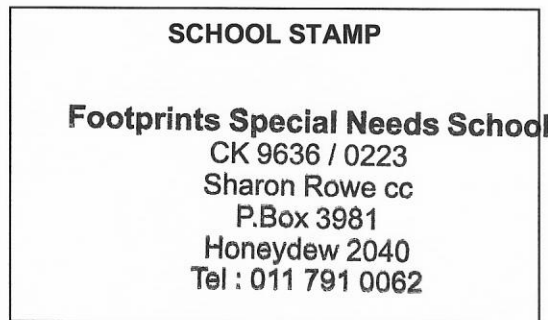 SCHOOL STAMP
Footprints Special Needs School
CK 9636 / 0223
Sharon Rowe cc
P.Box 3981
Honeydew 2040
Tel : 011 791 0062